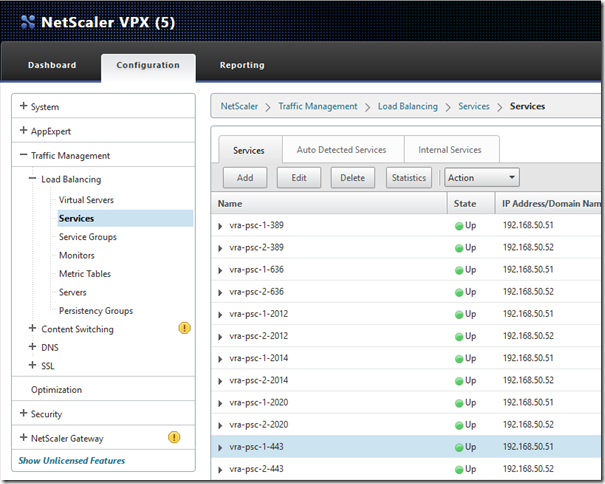 NetScaler VPX (5)
Dashboard Configuration Reporting
System
AppExpert
Traffic Management
Load Balancing
Virtual Servers
Services
Service Groups
Monitors
Metric Tables
Servers
Persistency Groups
Content Switching
DNS
SSL
Optimization
Security
NetScaler Gateway
Show Unlicensed Features
NetScaler Traffic Management Load Balancing Services Services
Services Auto Detected Services Internal Services
Add Edit Delete Statistics Action
Name State IP Address/Domain Nam
vra-psc-1-389 Up 192.168.50.51
vra-psc-2-389 Up 192.168.50.52
vra-psc-1-636 Up 192.168.50.51
vra-psc-2-636 Up 192.168.50.52
vra-psc-1-2012 Up 192.168.50.51
vra-psc-2-2012 Up 192.168.50.52
vra-psc-1-2014 Up 192.168.50.51
vra-psc-2-2014 Up 192.168.50.52
vra-psc-1-2020 Up 192.168.50.51
vra-psc-2-2020 Up 192.168.50.52
vra-psc-1-443 Up 192.168.50.51
vra-psc-2-443 Up 192.168.50.52